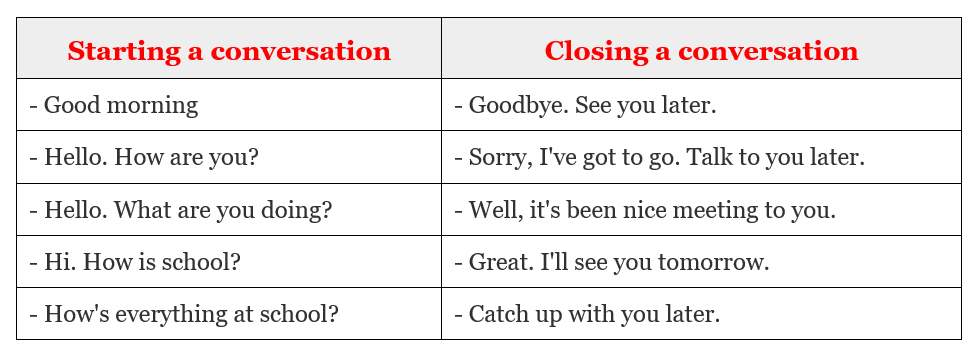 Starting a conversation
Closing a conversation
- Good morning
- Goodbye. See you later.
- Hello. How are you?
- Sorry, I've got to go. Talk to you later.
- Hello. What are you doing?
- Well, it's been nice meeting to you.
- Hi. How is school?
- Great. I'll see you tomorrow.
- How's everything at school?
- Catch up with you later.